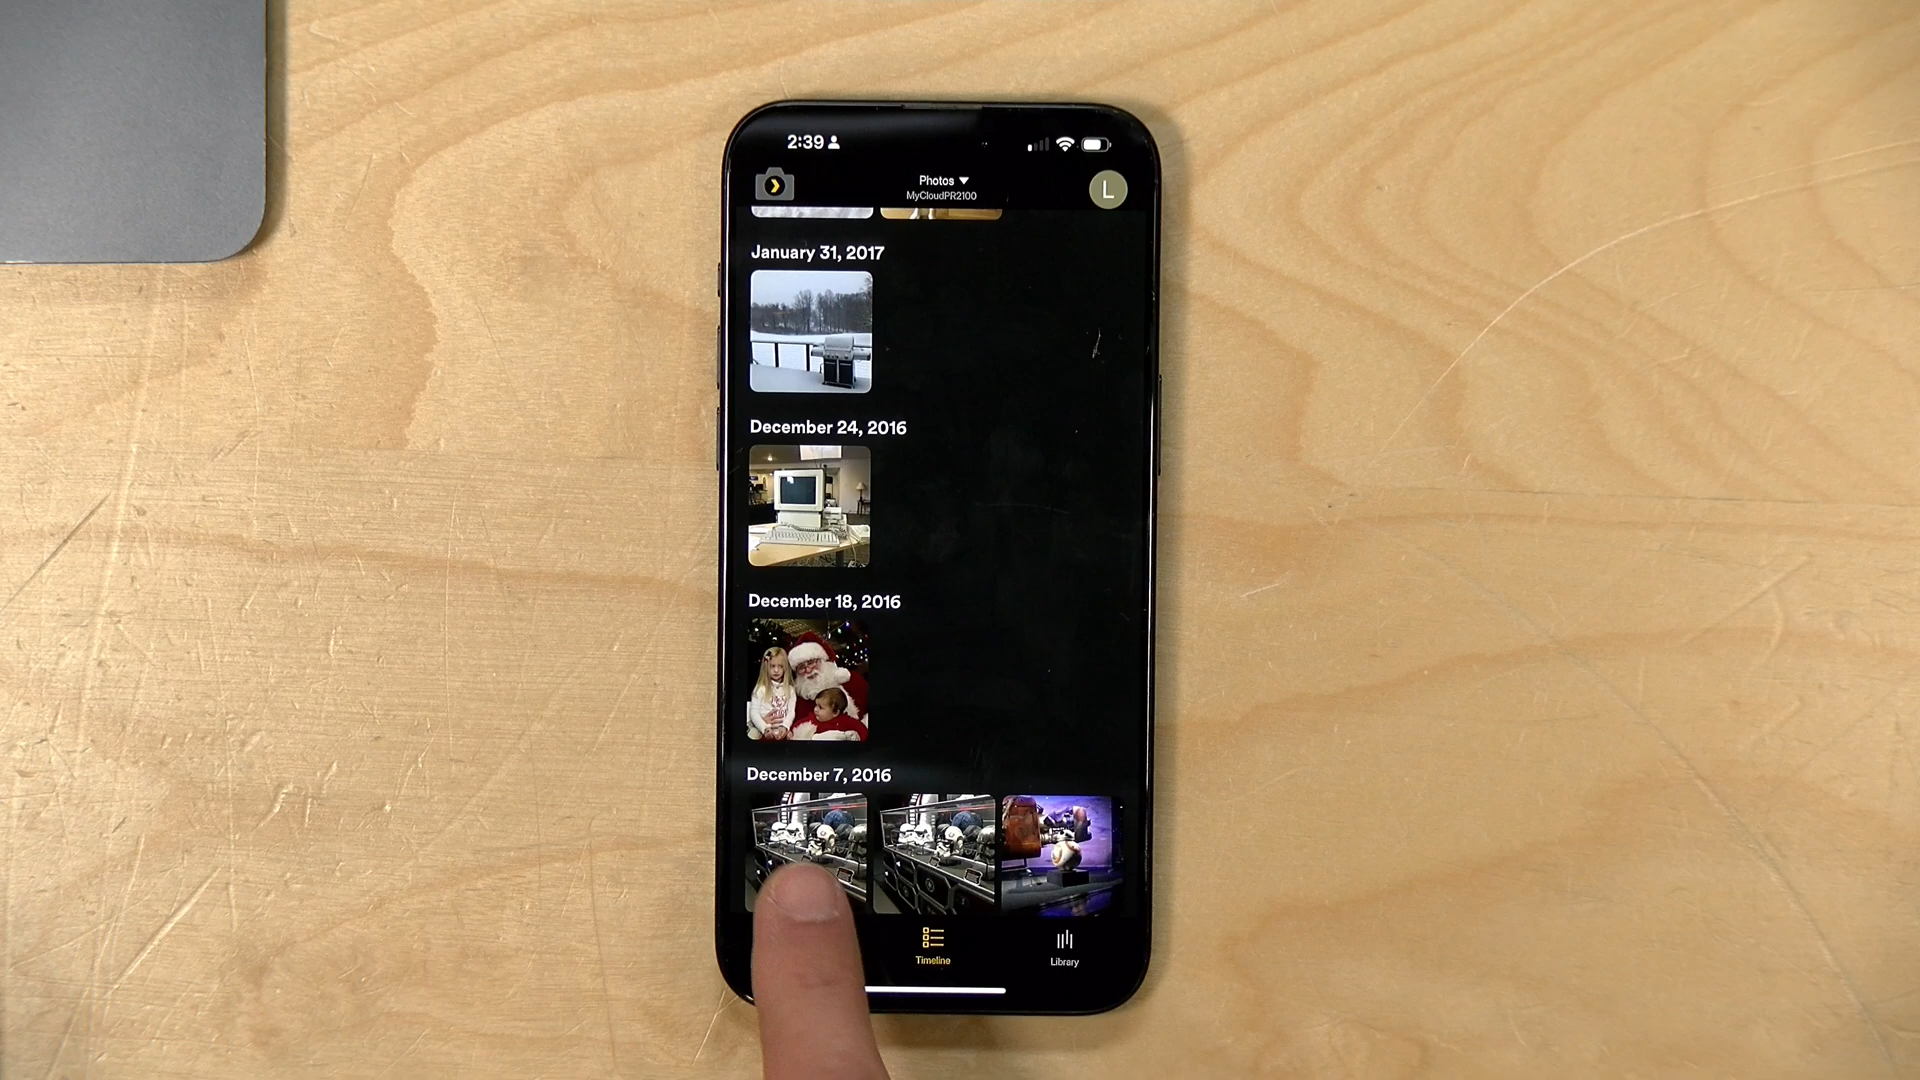 2:39
Photos
MyCloudPR2100
L
January 31, 2017
December 24, 2016
December 18, 2016
December 7, 2016
Timeline
Library